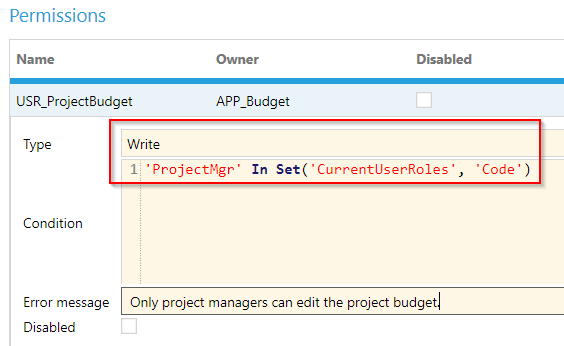 Permissions
Name Owner Disabled
USR_ProjectBudget APP_Budget
Type Write
1 'ProjectMgr' In Set('CurrentUserRoles', 'Code')
Condition
Error message Only project managers can edit the project budget.
Disabled